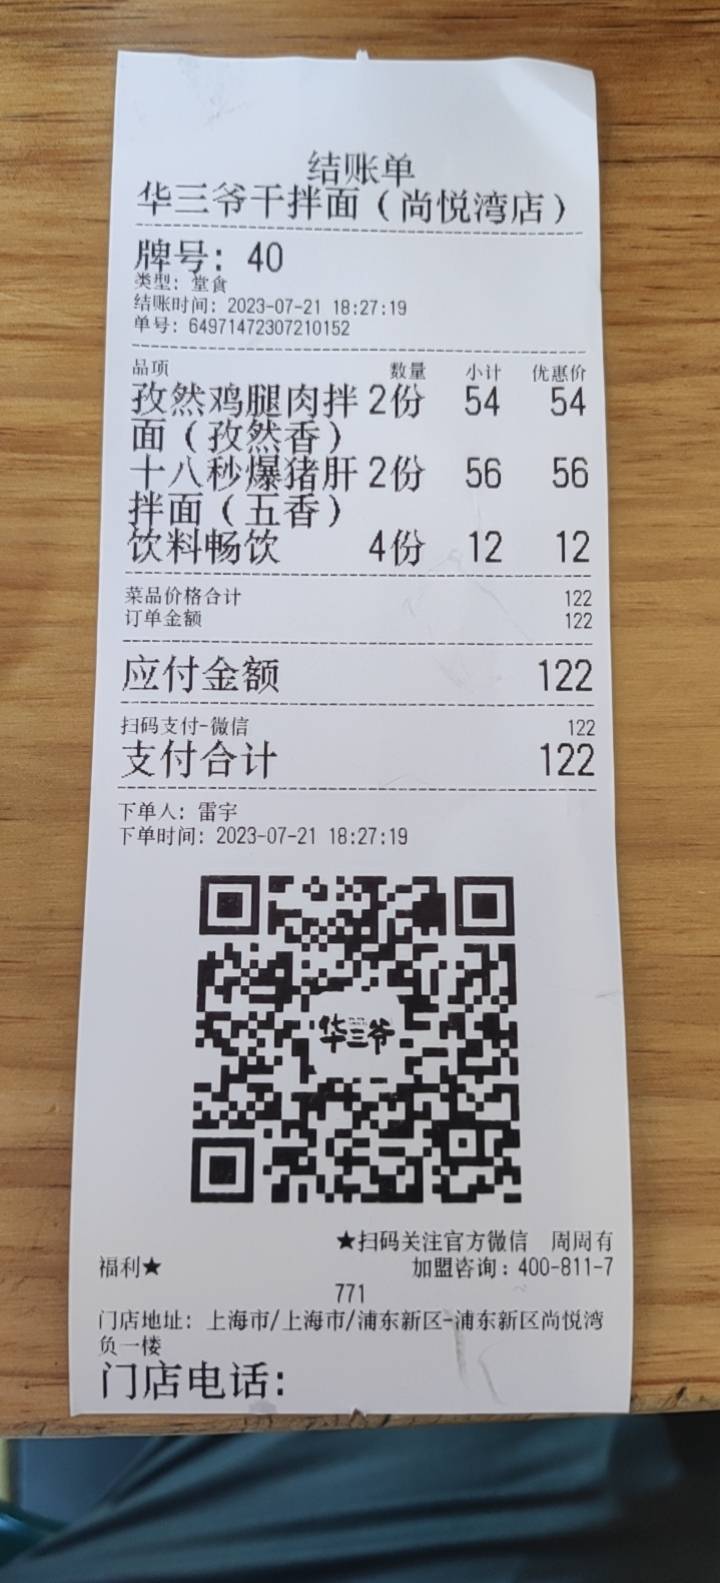 结账单
华三爷干拌面（尚悦湾店）
牌号：40
类型：堂食
结账时间：2023-07-21 18:27:19
单号：64971472307210152
品项 数量 小计 优惠价
孜然鸡腿肉拌 2份 54 54
面（孜然香）
十八秒爆猪肝 2份 56 56
拌面（五香）
饮料畅饮 4份 12 12
菜品价格合计 122
订单金额 122
应付金额 122
扫码支付-微信 122
支付合计 122
下单人：雷宇
下单时间：2023-07-21 18:27:19
华三爷
★扫码关注官方微信 周周有
福利★ 加盟咨询：400-811-7
771
门店地址：上海市/上海市/浦东新区-浦东新区尚悦湾
负一楼
门店电话：